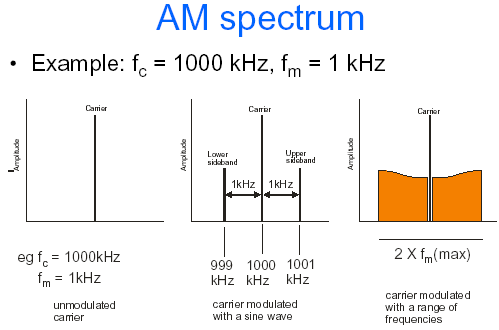 AM spectrum
• Example: fc = 1000 kHz, fm = 1 kHz
Carrier
Amplitude
eg fc = 1000kHz
fm = 1kHz
unmodulated
carrier
Carrier
Amplitude
Lower
sideband
Upper
sideband
1kHz
1kHz
999
kHz
1000
kHz
1001
kHz
carrier modulated
with a sine wave
Carrier
Amplitude
2 X fm(max)
carrier modulated
with a range of
frequencies